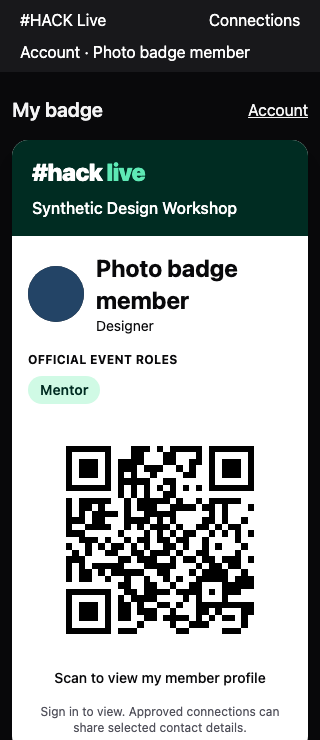 #HACK Live
Connections
Account · Photo badge member
My badge
Account
#hack live
Synthetic Design Workshop
Photo badge
member
Designer
OFFICIAL EVENT ROLES
Mentor
Scan to view my member profile
Sign in to view. Approved connections can
share selected contact details.